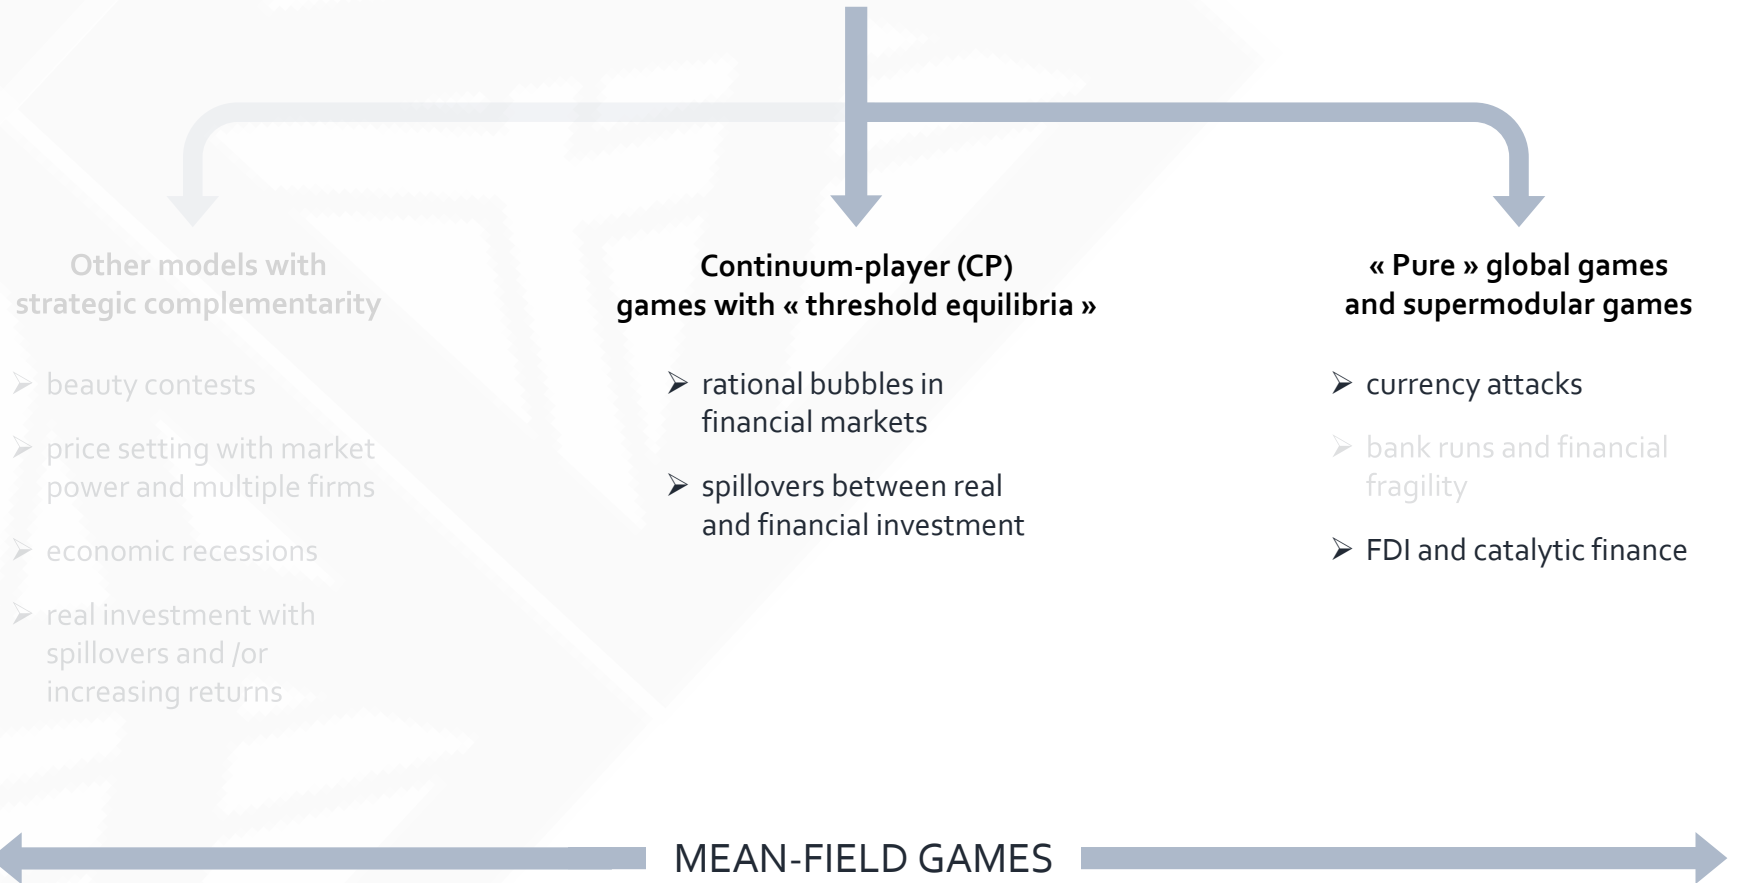 Other models with
strategic complementarity
➢ beauty contests
➢ price setting with market
power and multiple firms
➢ economic recessions
➢ real investment with
spillovers and /or
increasing returns
Continuum-player (CP)
games with « threshold equilibria »
➢ rational bubbles in
financial markets
➢ spillovers between real
and financial investment
« Pure » global games
and supermodular games
➢ currency attacks
➢ bank runs and financial
fragility
➢ FDI and catalytic finance
MEAN-FIELD GAMES